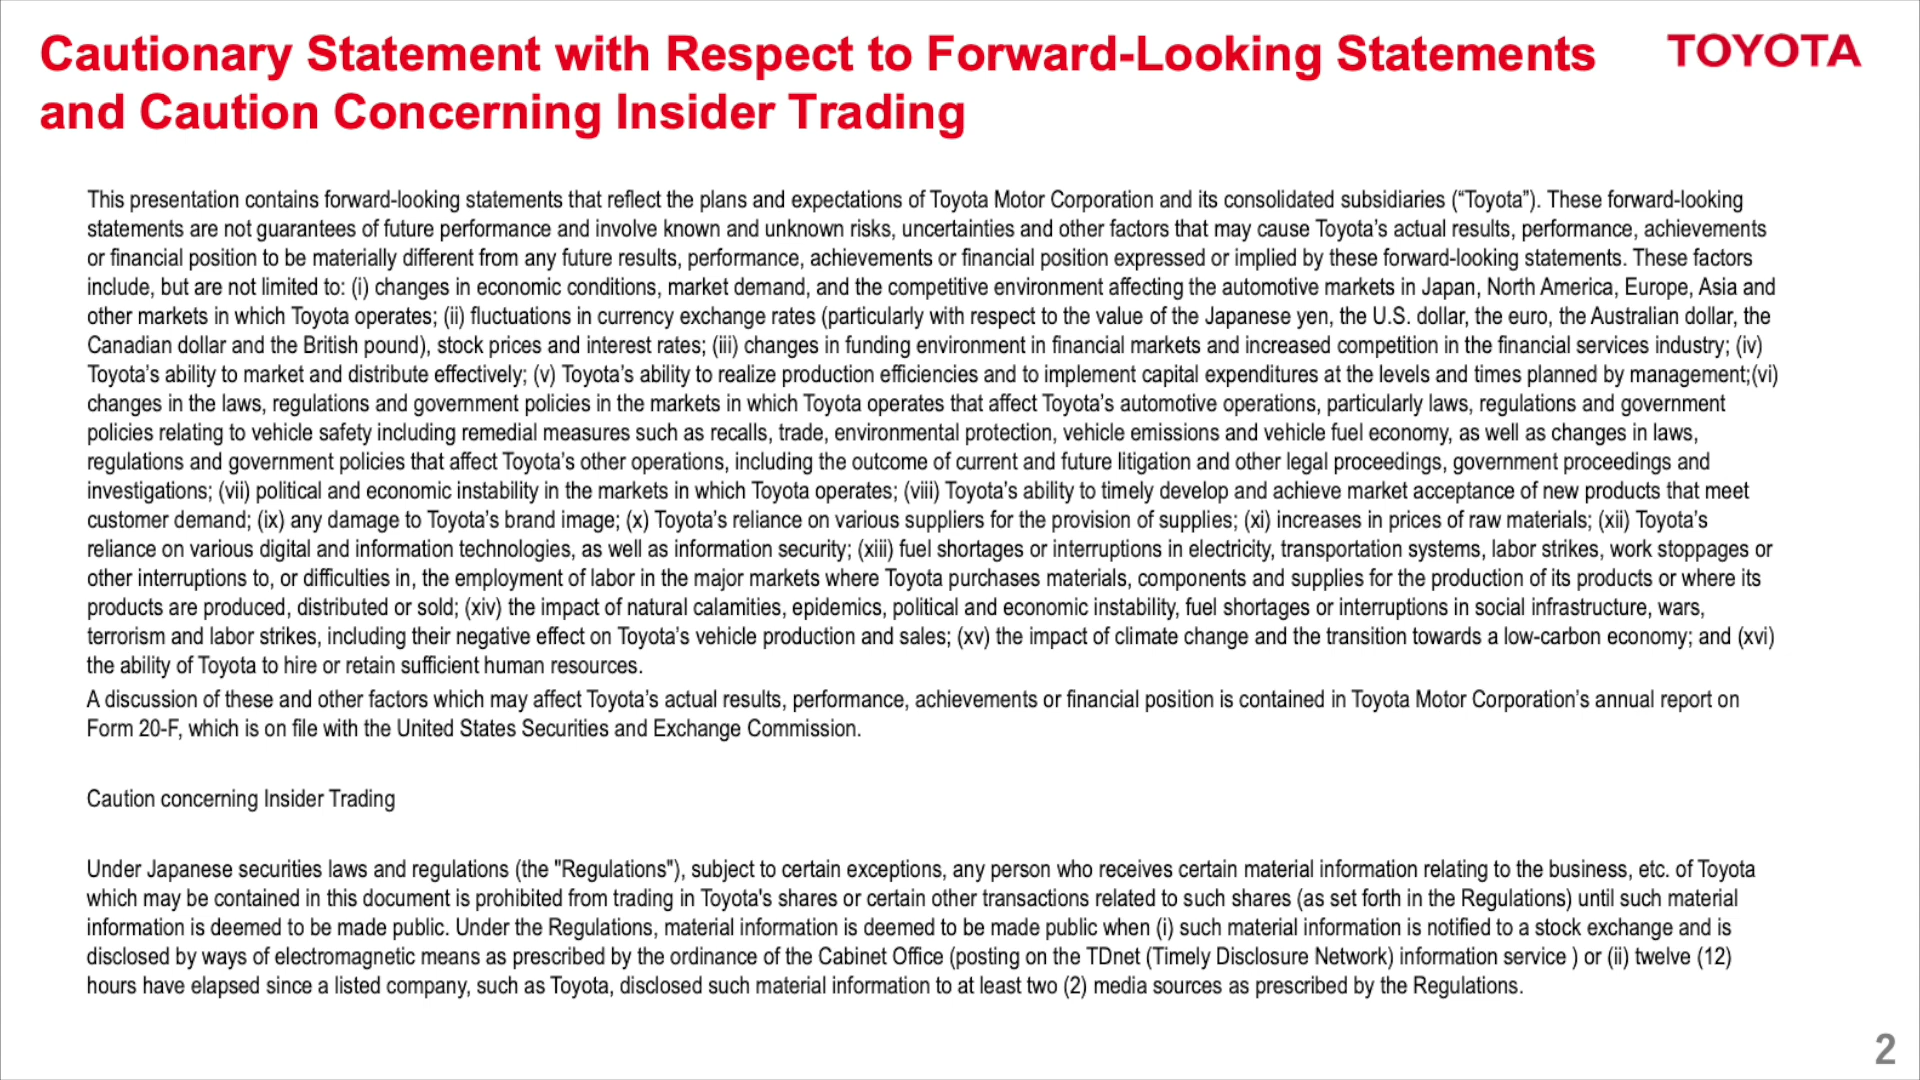 Cautionary Statement with Respect to Forward-Looking Statements
and Caution Concerning Insider Trading
TOYOTA
This presentation contains forward-looking statements that reflect the plans and expectations of Toyota Motor Corporation and its consolidated subsidiaries (“Toyota”). These forward-looking
statements are not guarantees of future performance and involve known and unknown risks, uncertainties and other factors that may cause Toyota’s actual results, performance, achievements
or financial position to be materially different from any future results, performance, achievements or financial position expressed or implied by these forward-looking statements. These factors
include, but are not limited to: (i) changes in economic conditions, market demand, and the competitive environment affecting the automotive markets in Japan, North America, Europe, Asia and
other markets in which Toyota operates; (ii) fluctuations in currency exchange rates (particularly with respect to the value of the Japanese yen, the U.S. dollar, the euro, the Australian dollar, the
Canadian dollar and the British pound), stock prices and interest rates; (iii) changes in funding environment in financial markets and increased competition in the financial services industry; (iv)
Toyota’s ability to market and distribute effectively; (v) Toyota’s ability to realize production efficiencies and to implement capital expenditures at the levels and times planned by management;(vi)
changes in the laws, regulations and government policies in the markets in which Toyota operates that affect Toyota’s automotive operations, particularly laws, regulations and government
policies relating to vehicle safety including remedial measures such as recalls, trade, environmental protection, vehicle emissions and vehicle fuel economy, as well as changes in laws,
regulations and government policies that affect Toyota’s other operations, including the outcome of current and future litigation and other legal proceedings, government proceedings and
investigations; (vii) political and economic instability in the markets in which Toyota operates; (viii) Toyota’s ability to timely develop and achieve market acceptance of new products that meet
customer demand; (ix) any damage to Toyota’s brand image; (x) Toyota’s reliance on various suppliers for the provision of supplies; (xi) increases in prices of raw materials; (xii) Toyota’s
reliance on various digital and information technologies, as well as information security; (xiii) fuel shortages or interruptions in electricity, transportation systems, labor strikes, work stoppages or
other interruptions to, or difficulties in, the employment of labor in the major markets where Toyota purchases materials, components and supplies for the production of its products or where its
products are produced, distributed or sold; (xiv) the impact of natural calamities, epidemics, political and economic instability, fuel shortages or interruptions in social infrastructure, wars,
terrorism and labor strikes, including their negative effect on Toyota’s vehicle production and sales; (xv) the impact of climate change and the transition towards a low-carbon economy; and (xvi)
the ability of Toyota to hire or retain sufficient human resources.
A discussion of these and other factors which may affect Toyota’s actual results, performance, achievements or financial position is contained in Toyota Motor Corporation’s annual report on
Form 20-F, which is on file with the United States Securities and Exchange Commission.
Caution concerning Insider Trading
Under Japanese securities laws and regulations (the "Regulations"), subject to certain exceptions, any person who receives certain material information relating to the business, etc. of Toyota
which may be contained in this document is prohibited from trading in Toyota's shares or certain other transactions related to such shares (as set forth in the Regulations) until such material
information is deemed to be made public. Under the Regulations, material information is deemed to be made public when (i) such material information is notified to a stock exchange and is
disclosed by ways of electromagnetic means as prescribed by the ordinance of the Cabinet Office (posting on the TDnet (Timely Disclosure Network) information service ) or (ii) twelve (12)
hours have elapsed since a listed company, such as Toyota, disclosed such material information to at least two (2) media sources as prescribed by the Regulations.
2